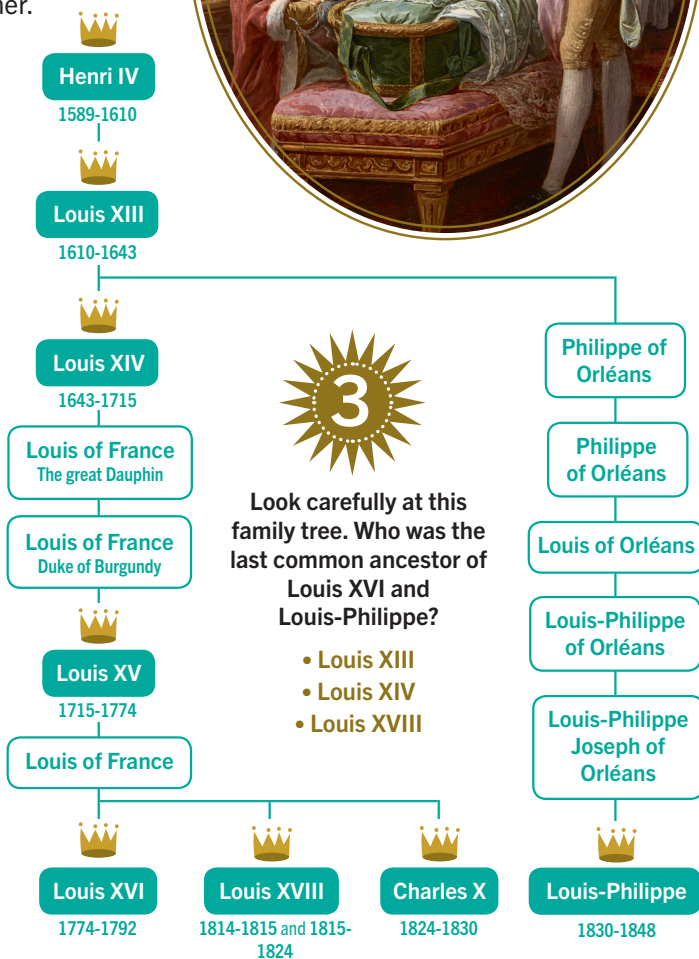 ner.
Henri IV
1589-1610
Louis XIII
1610-1643
Louis XIV
1643-1715
Louis of France
The great Dauphin
Louis of France
Duke of Burgundy
Louis XV
1715-1774
Louis of France
Philippe of
Orléans
Philippe
of Orléans
Louis of Orléans
Louis-Philippe
of Orléans
Louis-Philippe
Joseph of
Orléans
3
Look carefully at this
family tree. Who was the
last common ancestor of
Louis XVI and
Louis-Philippe?
• Louis XIII
• Louis XIV
• Louis XVIII
Louis XVI
1774-1792
Louis XVIII
1814-1815 and 1815-
1824
Charles X
1824-1830
Louis-Philippe
1830-1848